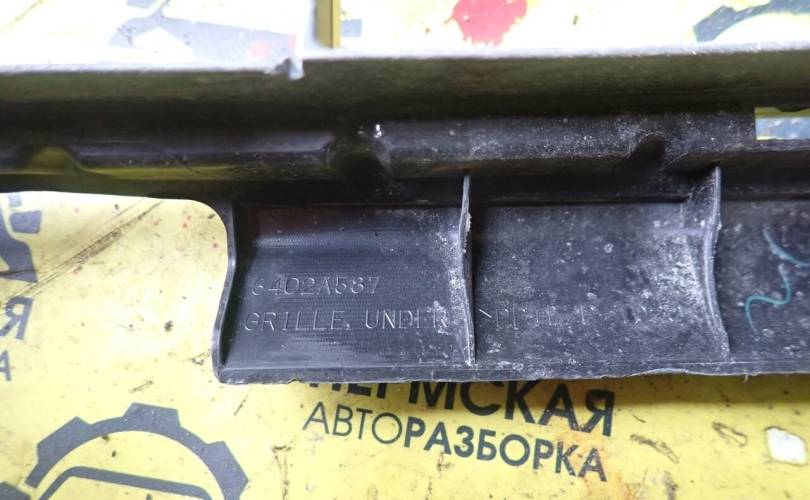 6402A587
GRILLE, UNDER
ПЕРМСКАЯ
АВТОРАЗБОРКА